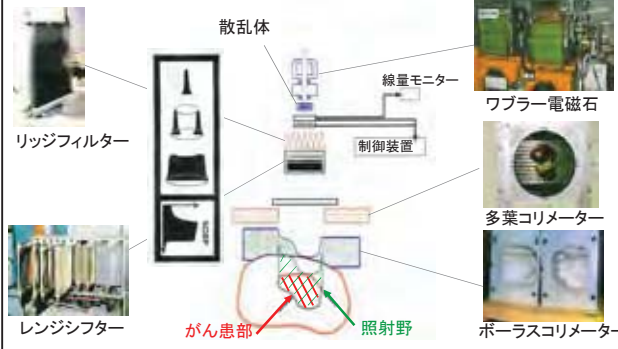 散乱体
線量モニター
ワブラー電磁石
リッジフィルター
制御装置
多葉コリメーター
レンジシフター
がん患部
照射野
ボーラスコリメーター